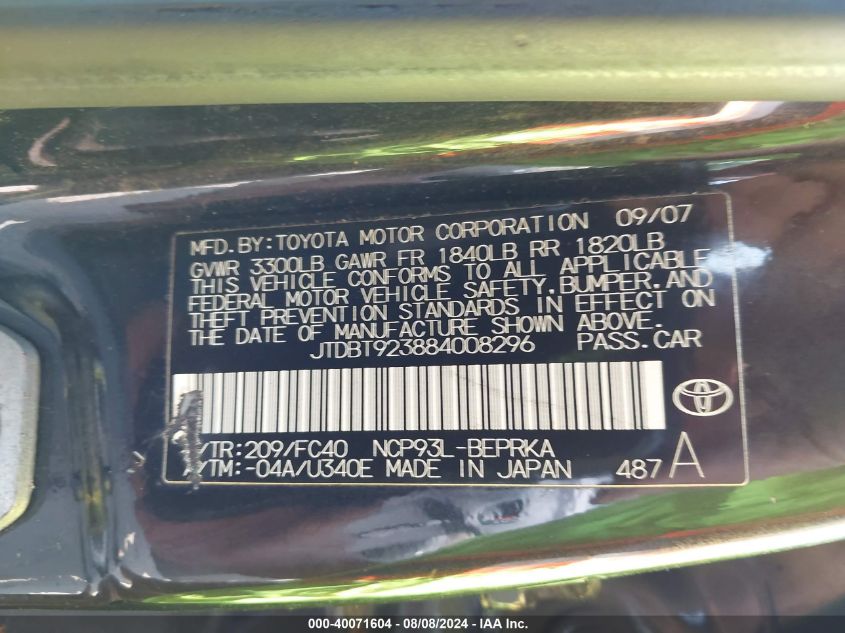 MFD. BY: TOYOTA MOTOR CORPORATION 09/07
GVWR 3300LB GAWR FR 1840LB RR 1820LB
THIS VEHICLE CONFORMS TO ALL APPLICABLE
FEDERAL MOTOR VEHICLE SAFETY, BUMPER, AND
THEFT PREVENTION STANDARDS IN EFFECT ON
THE DATE OF MANUFACTURE SHOWN ABOVE.
JTDBT923884008296 PASS. CAR
/TR: 209/FC40 NCP93L-BEPRKA
/TM: -04A/U340E MADE IN JAPAN 487 A
000-40071604 - 08/08/2024 - IAA Inc.